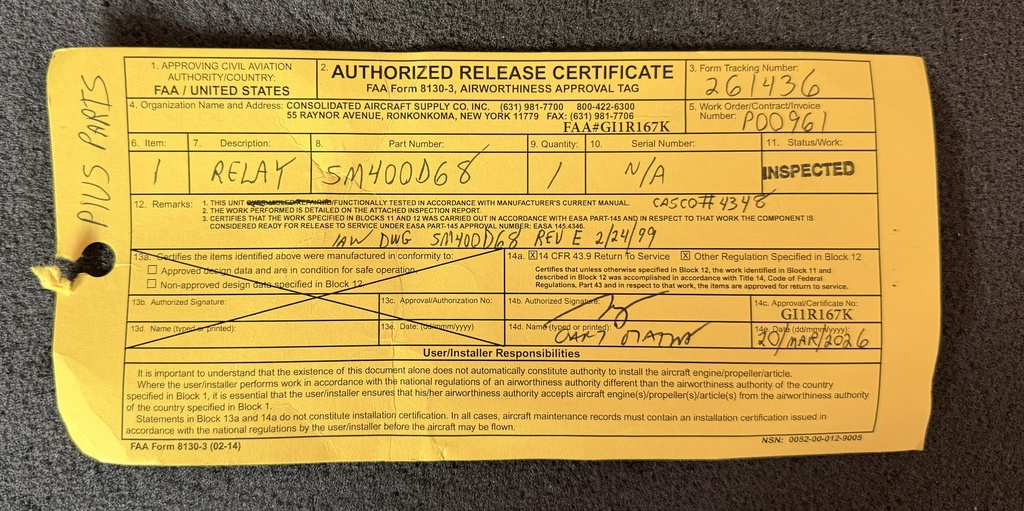 PIUS PARTS
1. APPROVING CIVIL AVIATION
AUTHORITY/COUNTRY:
FAA / UNITED STATES
2. AUTHORIZED RELEASE CERTIFICATE
FAA Form 8130-3, AIRWORTHINESS APPROVAL TAG
3. Form Tracking Number:
261436
4. Organization Name and Address: CONSOLIDATED AIRCRAFT SUPPLY CO. INC. (631) 981-7700 800-422-6300
55 RAYNOR AVENUE, RONKONKOMA, NEW YORK 11779 FAX: (631) 981-7706
FAA#GI1R167K
5. Work Order/Contract/Invoice
Number: P00961
6. Item: 7. Description: 8. Part Number: 9. Quantity: 10. Serial Number: 11. Status/Work:
1 RELAY SM400D68 1 N/A INSPECTED
12. Remarks: 1. THIS UNIT /FUNCTIONALLY TESTED IN ACCORDANCE WITH MANUFACTURER'S CURRENT MANUAL. CASCO# 4348
2. THE WORK PERFORMED IS DETAILED ON THE ATTACHED INSPECTION REPORT.
3. CERTIFIES THAT THE WORK SPECIFIED IN BLOCKS 11 AND 12 WAS CARRIED OUT IN ACCORDANCE WITH EASA PART-145 AND IN RESPECT TO THAT WORK THE COMPONENT IS
CONSIDERED READY FOR RELEASE TO SERVICE UNDER EASA PART-145 APPROVAL NUMBER: EASA 145.4346.
IAW DWG SM400D68 REV E 2/24/99
13a. Certifies the items identified above were manufactured in conformity to:
Approved design data and are in condition for safe operation.
Non-approved design data specified in Block 12.
14a. X 14 CFR 43.9 Return to Service X Other Regulation Specified in Block 12
Certifies that unless otherwise specified in Block 12, the work identified in Block 11 and
described in Block 12 was accomplished in accordance with Title 14, Code of Federal
Regulations, Part 43 and in respect to that work, the items are approved for return to service.
13b. Authorized Signature: 13c. Approval/Authorization No: 14b. Authorized Signature: 14c. Approval/Certificate No:
GI1R167K
13d. Name (typed or printed): 13e. Date: (dd/mmm/yyyy): 14d. Name (typed or printed): 14e. Date (dd/mmm/yyyy):
20/MAR/2026
User/Installer Responsibilities
It is important to understand that the existence of this document alone does not automatically constitute authority to install the aircraft engine/propeller/article.
Where the user/installer performs work in accordance with the national regulations of an airworthiness authority different than the airworthiness authority of the country
specified in Block 1, it is essential that the user/installer ensures that his/her airworthiness authority accepts aircraft engine(s)/propeller(s)/article(s) from the airworthiness authority
of the country specified in Block 1.
Statements in Block 13a and 14a do not constitute installation certification. In all cases, aircraft maintenance records must contain an installation certification issued in
accordance with the national regulations by the user/installer before the aircraft may be flown.
FAA Form 8130-3 (02-14)
NSN: 0052-00-012-9005